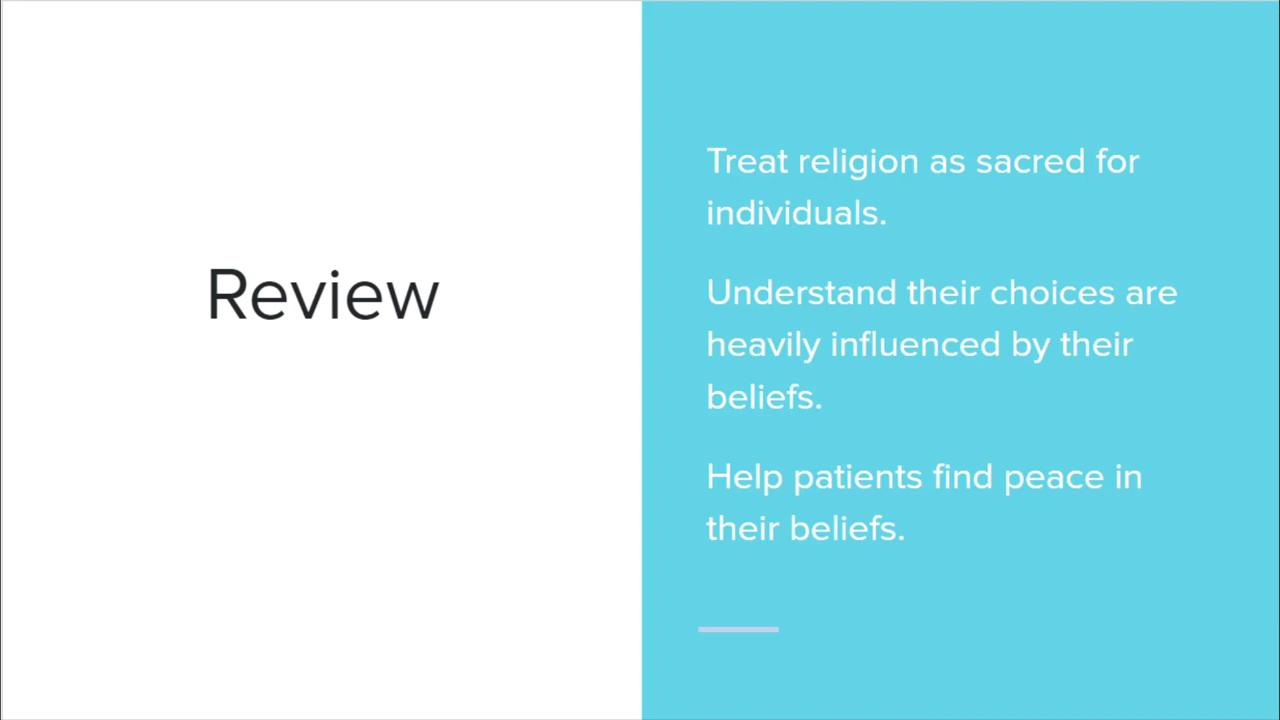 Review
Treat religion as sacred for
individuals.
Understand their choices are
heavily influenced by their
beliefs.
Help patients find peace in
their beliefs.